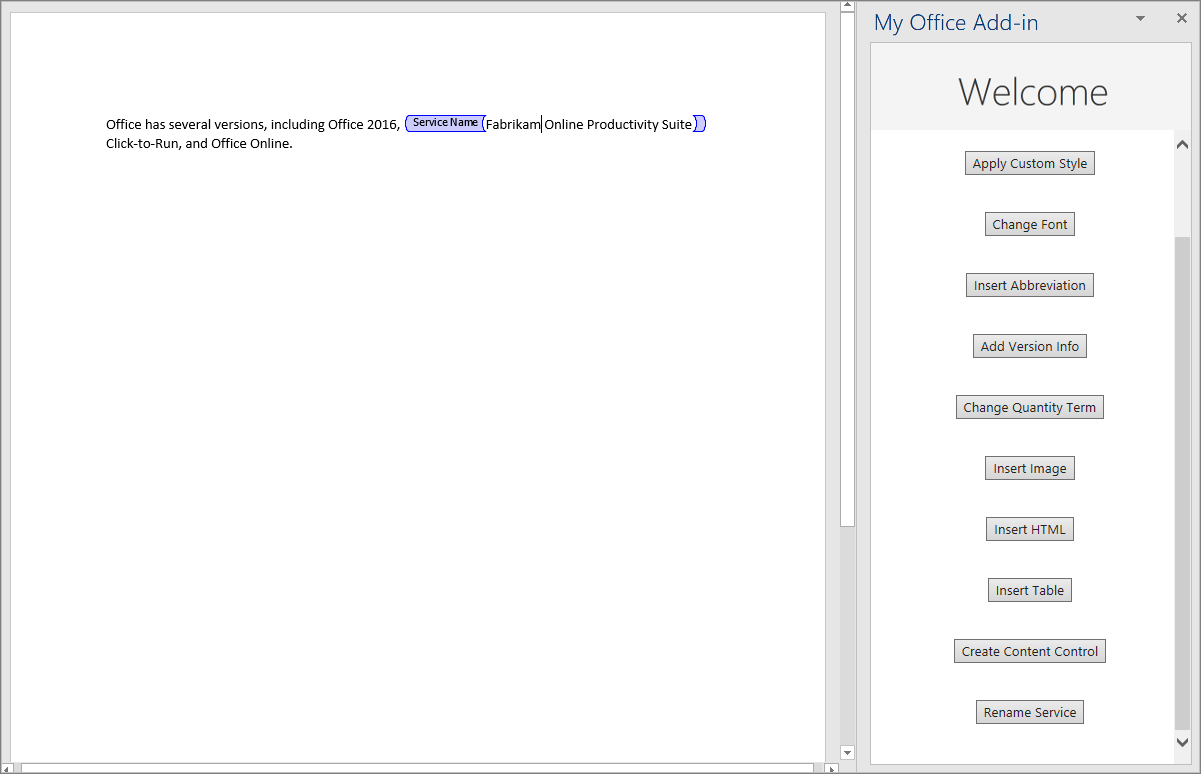 My Office Add-in
Welcome
Office has several versions, including Office 2016, Service Name Fabrikam Online Productivity Suite
Click-to-Run, and Office Online.
Apply Custom Style
Change Font
Insert Abbreviation
Add Version Info
Change Quantity Term
Insert Image
Insert HTML
Insert Table
Create Content Control
Rename Service